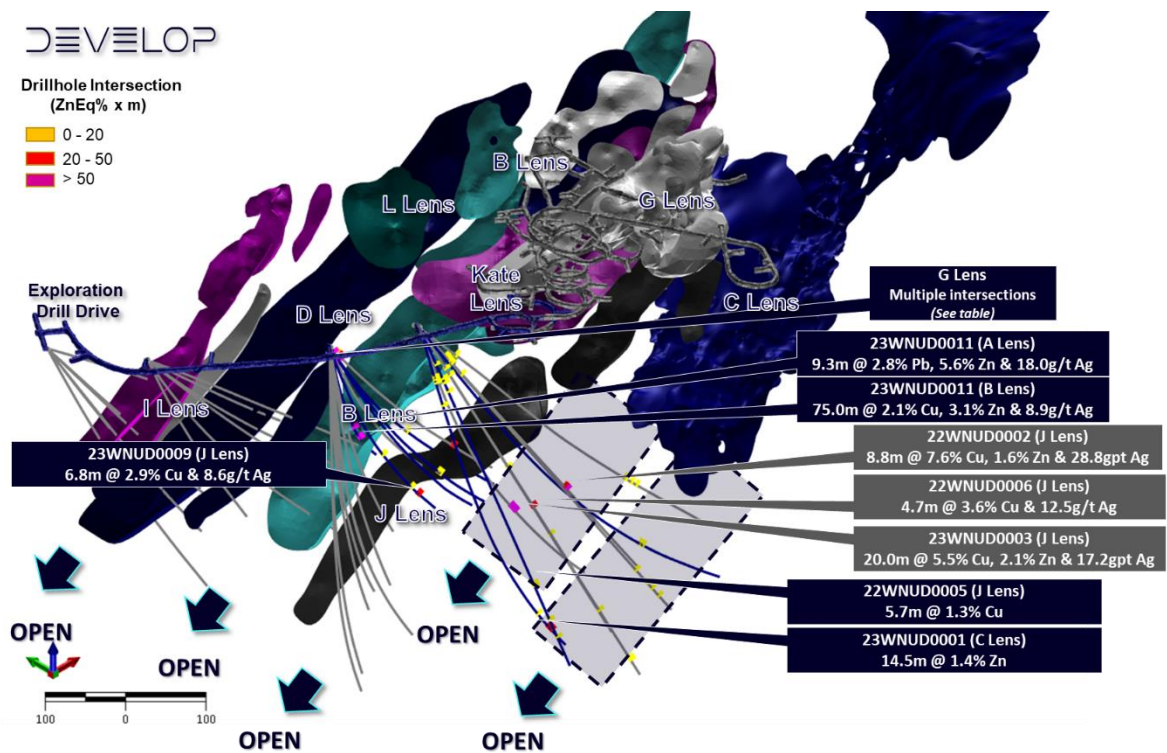 DEVELOP
Drillhole Intersection
(ZnEq% x m)
0 - 20
20 - 50
> 50
B Lens
L Lens
G Lens
Kate
Lens
C Lens
Exploration
Drill Drive
D Lens
I Lens
B Lens
J Lens
G Lens
Multiple intersections
(See table)
23WNUD0011 (A Lens)
9.3m @ 2.8% Pb, 5.6% Zn & 18.0g/t Ag
23WNUD0011 (B Lens)
75.0m @ 2.1% Cu, 3.1% Zn & 8.9g/t Ag
22WNUD0002 (J Lens)
8.8m @ 7.6% Cu, 1.6% Zn & 28.8gpt Ag
22WNUD0006 (J Lens)
4.7m @ 3.6% Cu & 12.5g/t Ag
23WNUD0003 (J Lens)
20.0m @ 5.5% Cu, 2.1% Zn & 17.2gpt Ag
22WNUD0005 (J Lens)
5.7m @ 1.3% Cu
23WNUD0001 (C Lens)
14.5m @ 1.4% Zn
23WNUD0009 (J Lens)
6.8m @ 2.9% Cu & 8.6g/t Ag
OPEN
OPEN
OPEN
OPEN
OPEN
100
0
100